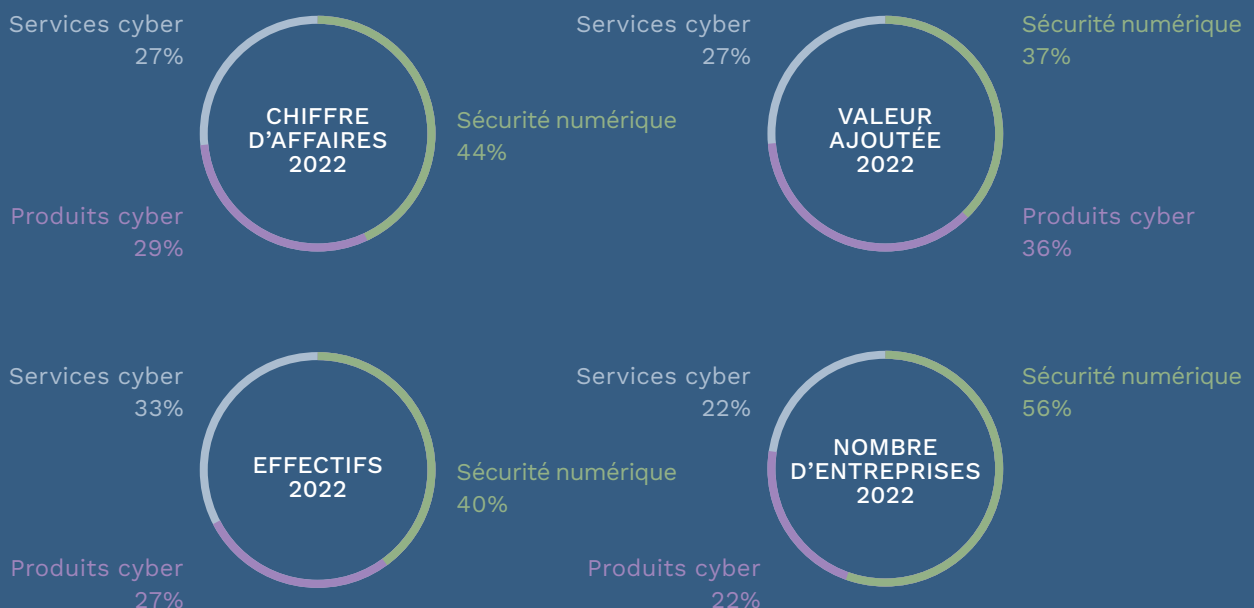 Services cyber
27%
CHIFFRE
D’AFFAIRES
2022
Sécurité numérique
44%
Produits cyber
29%
Services cyber
27%
VALEUR
AJOUTÉE
2022
Sécurité numérique
37%
Produits cyber
36%
Services cyber
33%
EFFECTIFS
2022
Sécurité numérique
40%
Produits cyber
27%
Services cyber
22%
NOMBRE
D’ENTREPRISES
2022
Sécurité numérique
56%
Produits cyber
22%